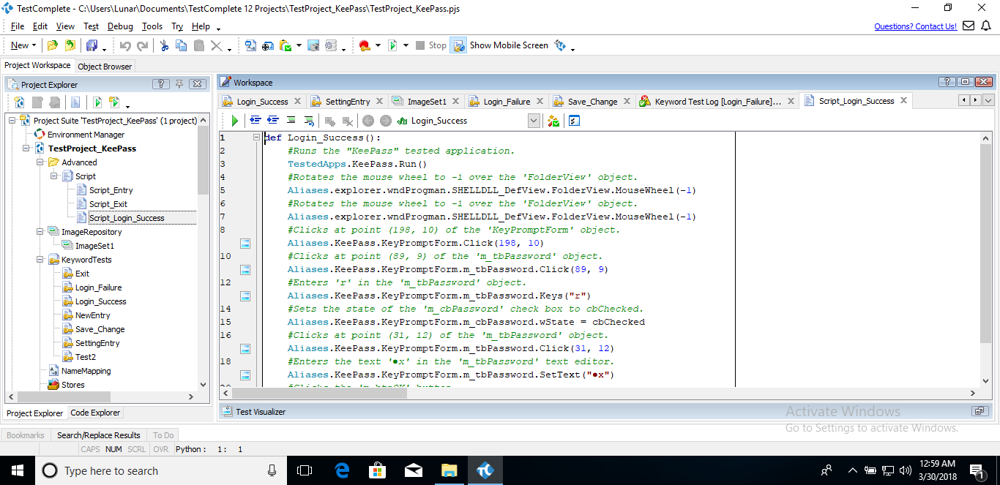 TestComplete - C:\Users\Lunar\Documents\TestComplete 12 Projects\TestProject_KeePass\TestProject_KeePass.pjs
File Edit View Test Debug Tools Try Help
Questions? Contact Us!
New Stop Show Mobile Screen
Project Workspace Object Browser
Project Explorer
Project Suite 'TestProject_KeePass' (1 project)
Environment Manager
TestProject_KeePass
Advanced
Script
Script_Entry
Script_Exit
Script_Login_Success
ImageRepository
ImageSet1
KeywordTests
Exit
Login_Failure
Login_Success
NewEntry
Save_Change
SettingEntry
Test2
NameMapping
Stores
Project Explorer Code Explorer
Workspace
Login_Success SettingEntry ImageSet1 Login_Failure Save_Change Keyword Test Log [Login_Failure]... Script_Login_Success
Login_Success
1 def Login_Success():
2 #Runs the "KeePass" tested application.
3 TestedApps.KeePass.Run()
4 #Rotates the mouse wheel to -1 over the 'FolderView' object.
5 Aliases.explorer.wndProgman.SHELLDLL_DefView.FolderView.MouseWheel(-1)
6 #Rotates the mouse wheel to -1 over the 'FolderView' object.
7 Aliases.explorer.wndProgman.SHELLDLL_DefView.FolderView.MouseWheel(-1)
8 #Clicks at point (198, 10) of the 'KeyPromptForm' object.
Aliases.KeePass.KeyPromptForm.Click(198, 10)
10 #Clicks at point (89, 9) of the 'm_tbPassword' object.
Aliases.KeePass.KeyPromptForm.m_tbPassword.Click(89, 9)
12 #Enters 'r' in the 'm_tbPassword' object.
Aliases.KeePass.KeyPromptForm.m_tbPassword.Keys("r")
14 #Sets the state of the 'm_cbPassword' check box to cbChecked.
15 Aliases.KeePass.KeyPromptForm.m_cbPassword.wState = cbChecked
16 #Clicks at point (31, 12) of the 'm_tbPassword' object.
Aliases.KeePass.KeyPromptForm.m_tbPassword.Click(31, 12)
18 #Enters the text '●x' in the 'm_tbPassword' text editor.
Aliases.KeePass.KeyPromptForm.m_tbPassword.SetText("●x")
20 #Clicks the 'm_btnOK' button.
Test Visualizer
Activate Windows
Go to Settings to activate Windows.
Bookmarks Search/Replace Results To Do
CAPS NUM SCRL OVR Python : 1: 1
Type here to search
12:59 AM
3/30/2018
1